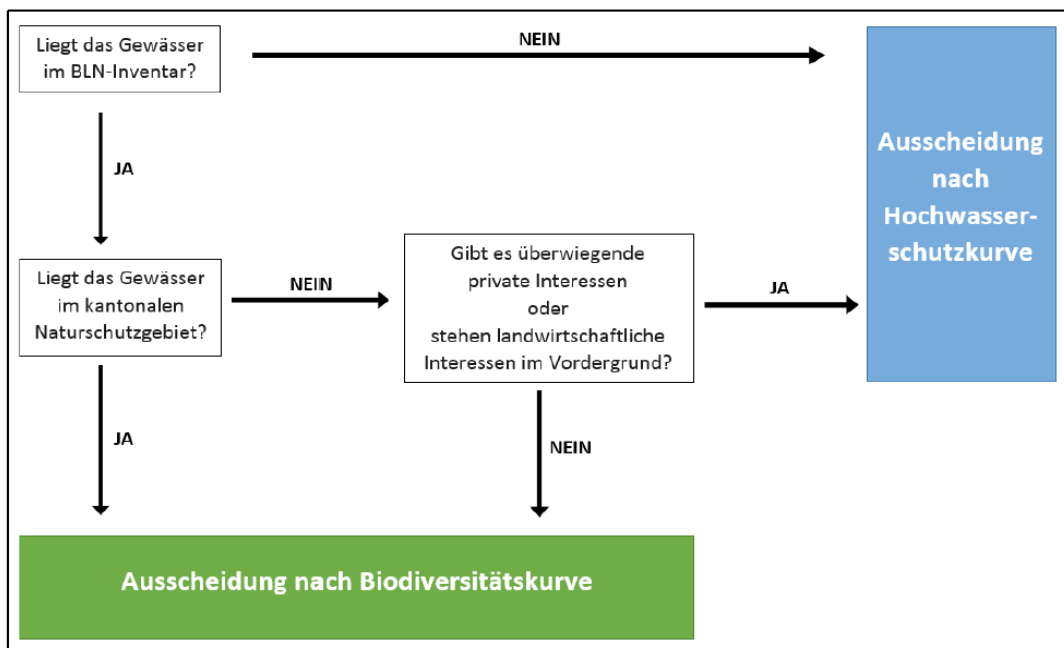 Liegt das Gewässer
im BLN-Inventar?
NEIN
Ausscheidung
nach
Hochwasser-
schutzkurve
JA
Liegt das Gewässer
im kantonalen
Naturschutzgebiet?
NEIN
Gibt es überwiegende
private Interessen
oder
stehen landwirtschaftliche
Interessen im Vordergrund?
JA
JA
NEIN
Ausscheidung nach Biodiversitätskurve